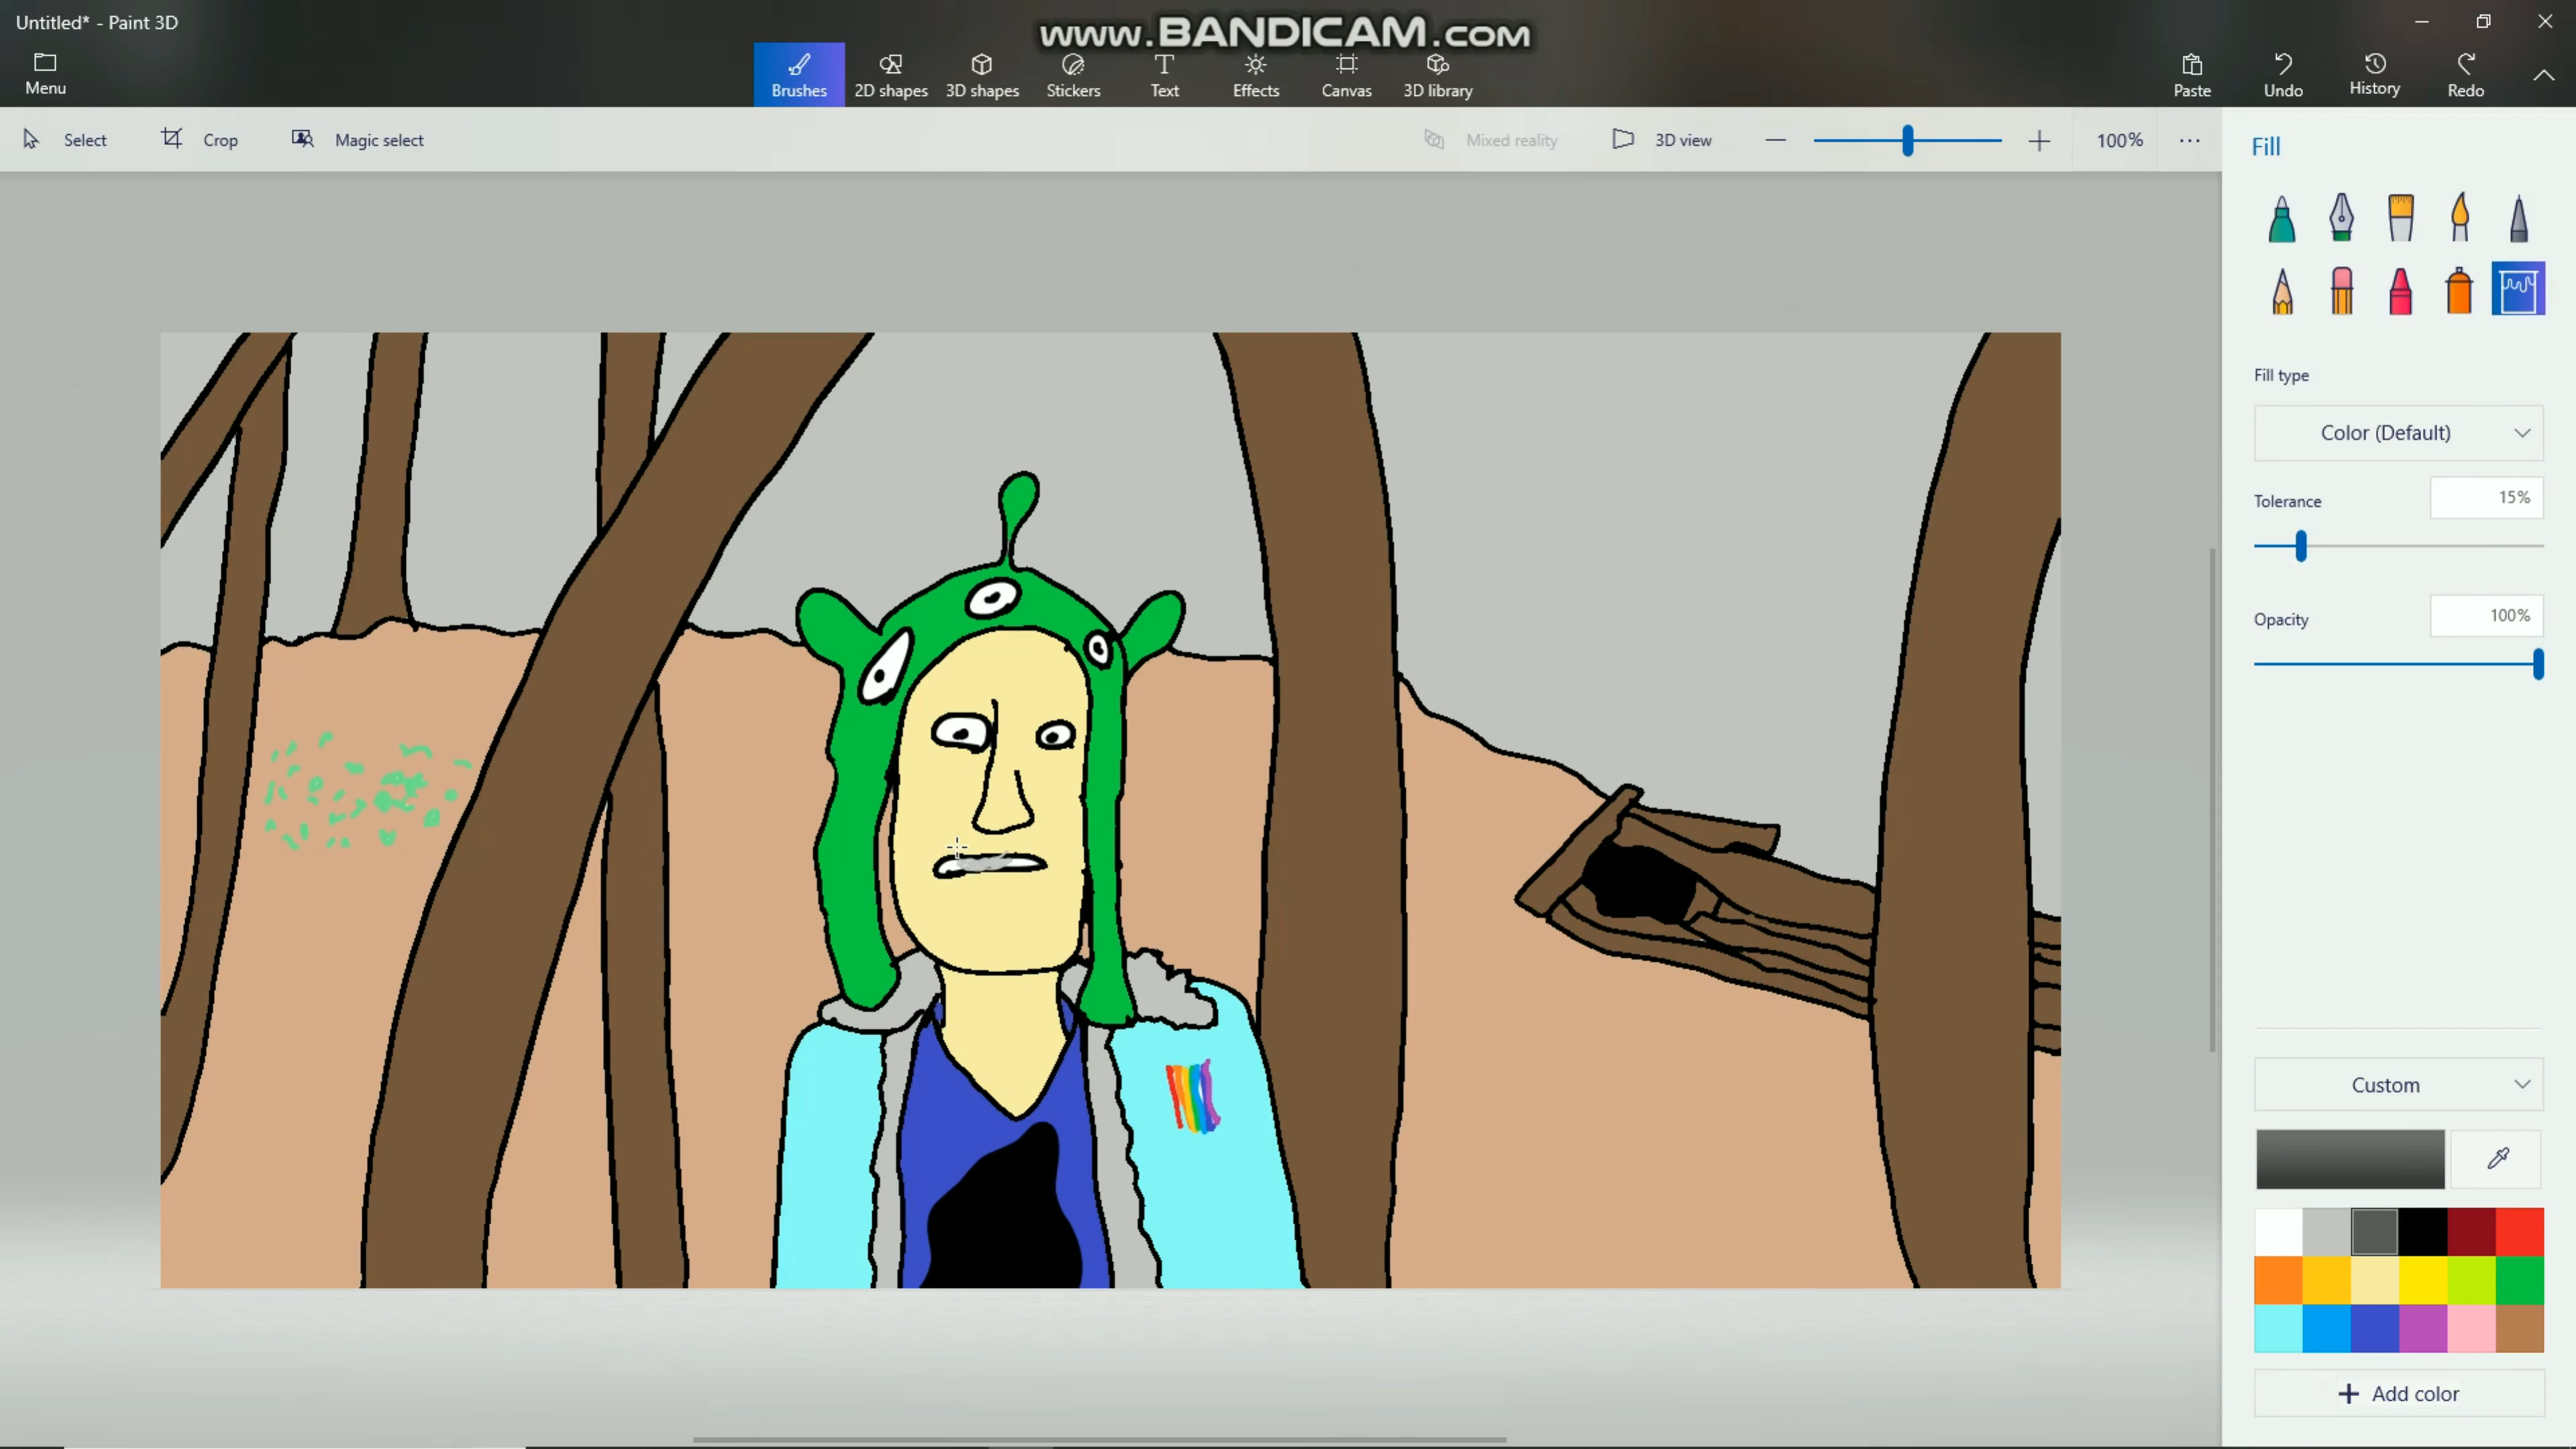 Untitled* - Paint 3D
www.BANDICAM.com
Menu
Brushes
2D shapes
3D shapes
Stickers
Text
Effects
Canvas
3D library
Paste
Undo
History
Redo
Select
Crop
Magic select
Mixed reality
3D view
100%
Fill
Fill type
Color (Default)
Tolerance
15%
Opacity
100%
Custom
Add color